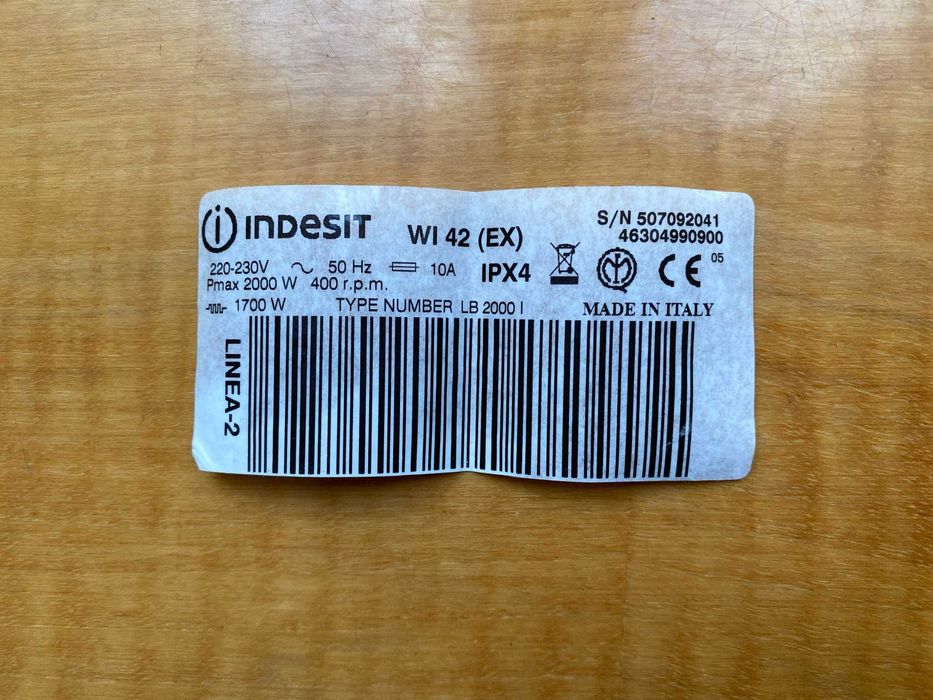 INDESIT WI 42 (EX)
S/N 507092041
46304990900
220-230V 50 Hz 10A IPX4 CE 05
Pmax 2000 W 400 r.p.m.
1700 W TYPE NUMBER LB 2000 I MADE IN ITALY
LINEA-2